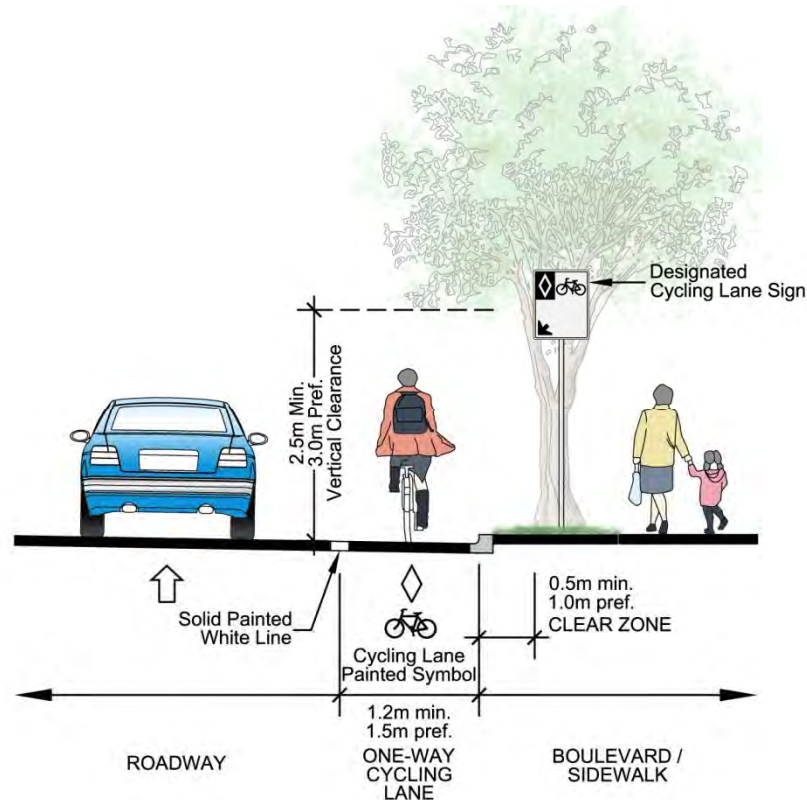 Designated
Cycling Lane Sign
2.5m Min.
3.0m Pref.
Vertical Clearance
Solid Painted
White Line
Cycling Lane
Painted Symbol
0.5m min.
1.0m pref.
CLEAR ZONE
1.2m min.
1.5m pref.
ROADWAY
ONE-WAY
CYCLING
LANE
BOULEVARD /
SIDEWALK